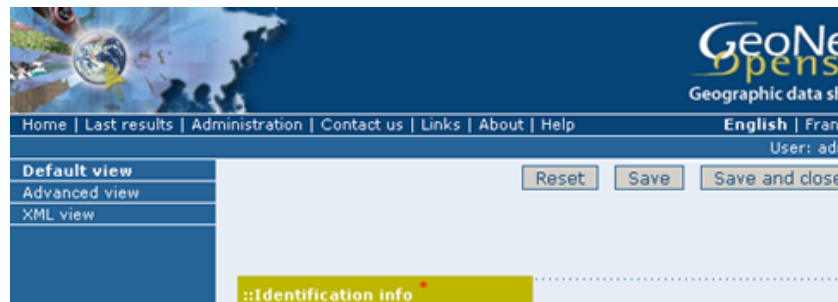 GeoNe
Opens
Geographic data s
Home | Last results | Administration | Contact us | Links | About | Help English | Fran
User: ad
Default view
Reset Save Save and close
Advanced view
XML view
::Identification info *